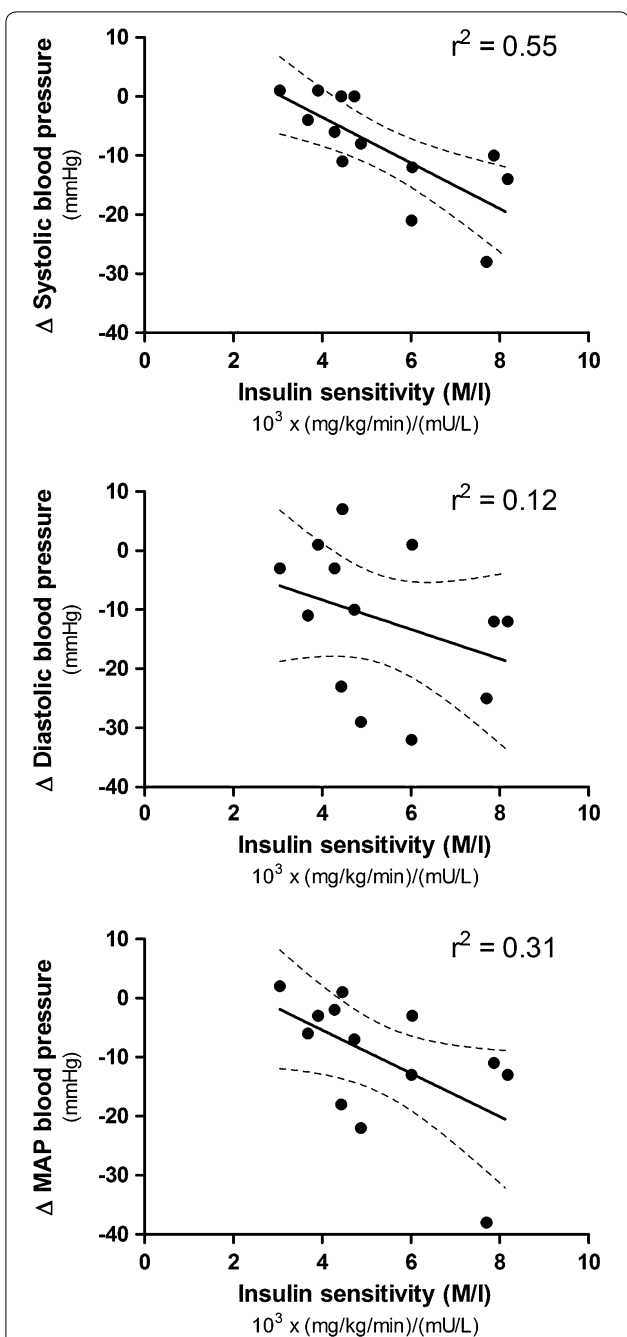 r² = 0.55
Δ Systolic blood pressure
(mmHg)
10
0
-10
-20
-30
-40
0 2 4 6 8 10
Insulin sensitivity (M/I)
10³ x (mg/kg/min)/(mU/L)
r² = 0.12
Δ Diastolic blood pressure
(mmHg)
10
0
-10
-20
-30
-40
0 2 4 6 8 10
Insulin sensitivity (M/I)
10³ x (mg/kg/min)/(mU/L)
r² = 0.31
Δ MAP blood pressure
(mmHg)
10
0
-10
-20
-30
-40
0 2 4 6 8 10
Insulin sensitivity (M/I)
10³ x (mg/kg/min)/(mU/L)